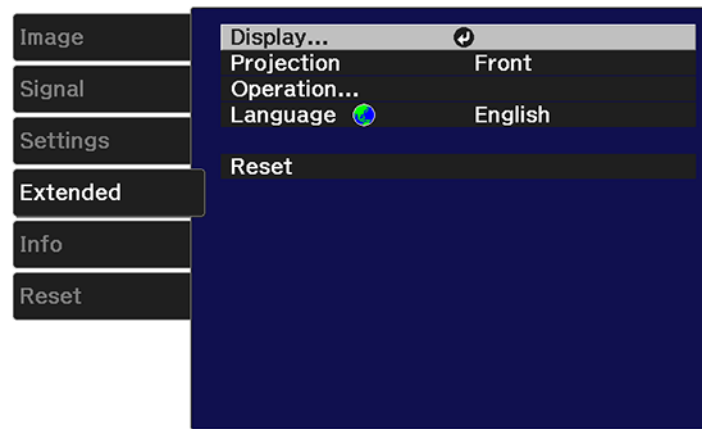 Image
Signal
Settings
Extended
Info
Reset
Display...
Projection Front
Operation...
Language English
Reset